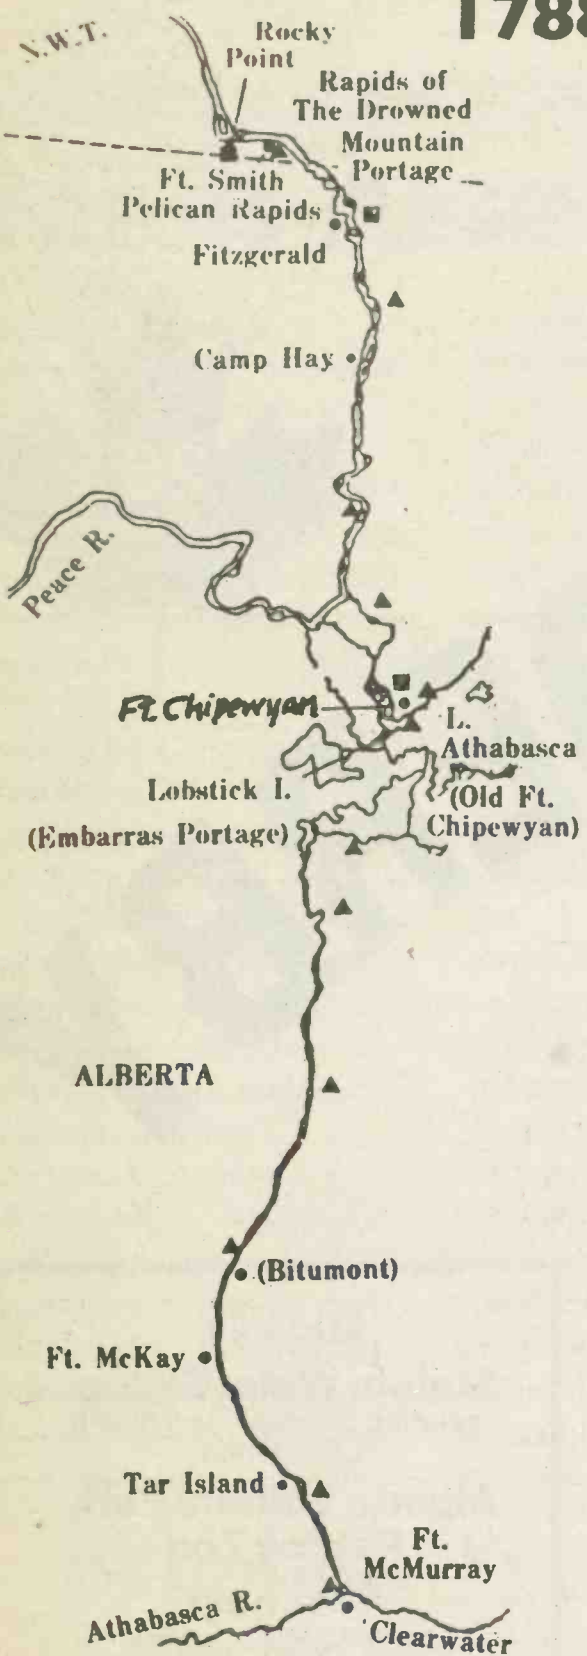 1788
N.W.T.
Rocky
Point
Rapids of
The Drowned
Mountain
Portage
Ft. Smith
Pelican Rapids
Fitzgerald
Camp Hay
Peace R.
Ft. Chipewyan
L.
Athabasca
Lobstick I.
(Old Ft.
Chipewyan)
(Embarras Portage)
ALBERTA
(Bitumont)
Ft. McKay
Tar Island
Ft.
McMurray
Athabasca R.
Clearwater